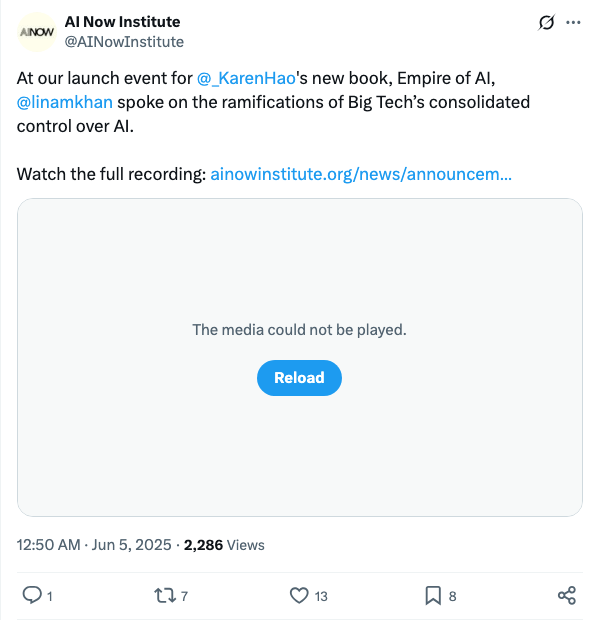 AI Now Institute
AINOW
@AINowInstitute
At our launch event for @_KarenHao's new book, Empire of AI,
@linamkhan spoke on the ramifications of Big Tech’s consolidated
control over AI.
Watch the full recording: ainowinstitute.org/news/announcem...
The media could not be played.
Reload
12:50 AM · Jun 5, 2025 · 2,286 Views
1 7 13 8